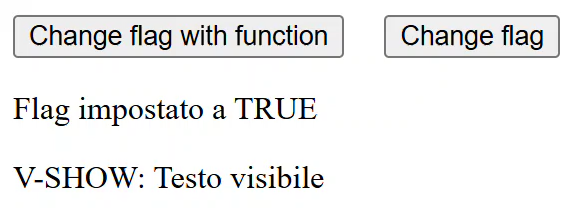 Change flag with function Change flag
Flag impostato a TRUE
V-SHOW: Testo visibile